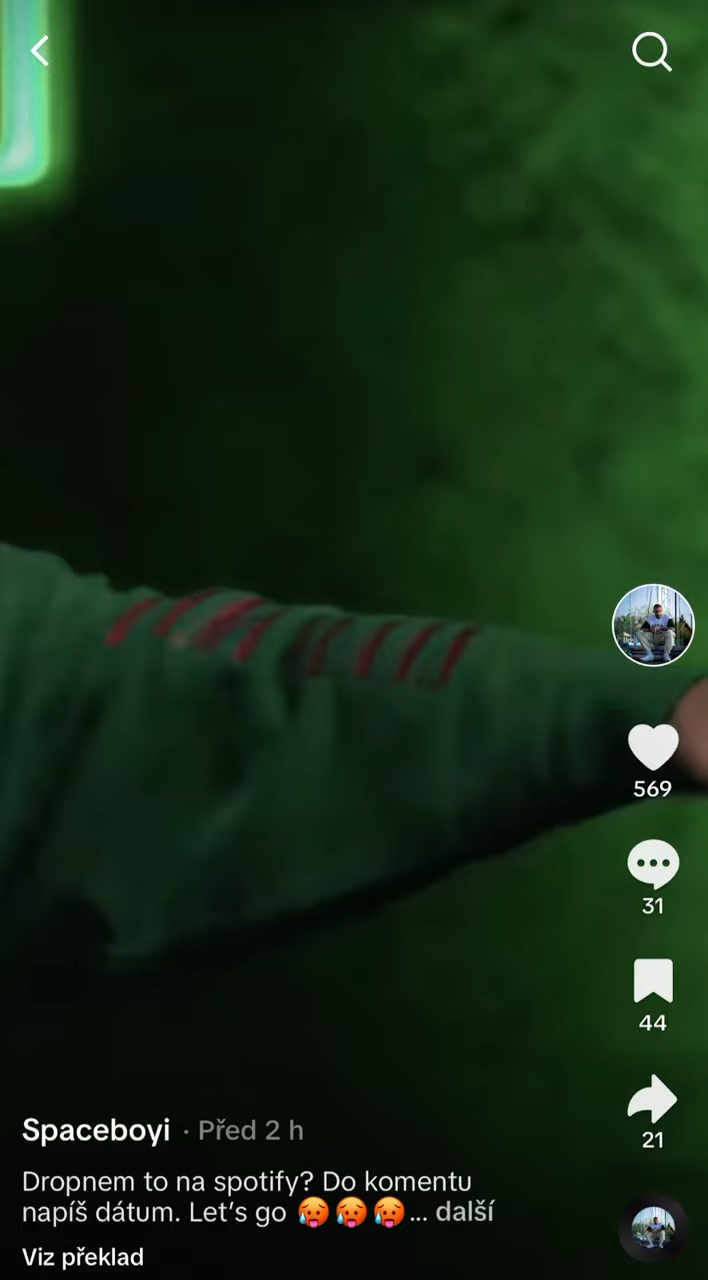 569
31
44
21
Spaceboyi · Před 2 h
Dropnem to na spotify? Do komentu
napíš dátum. Let's go 🥵🥵🥵... další
Viz překlad